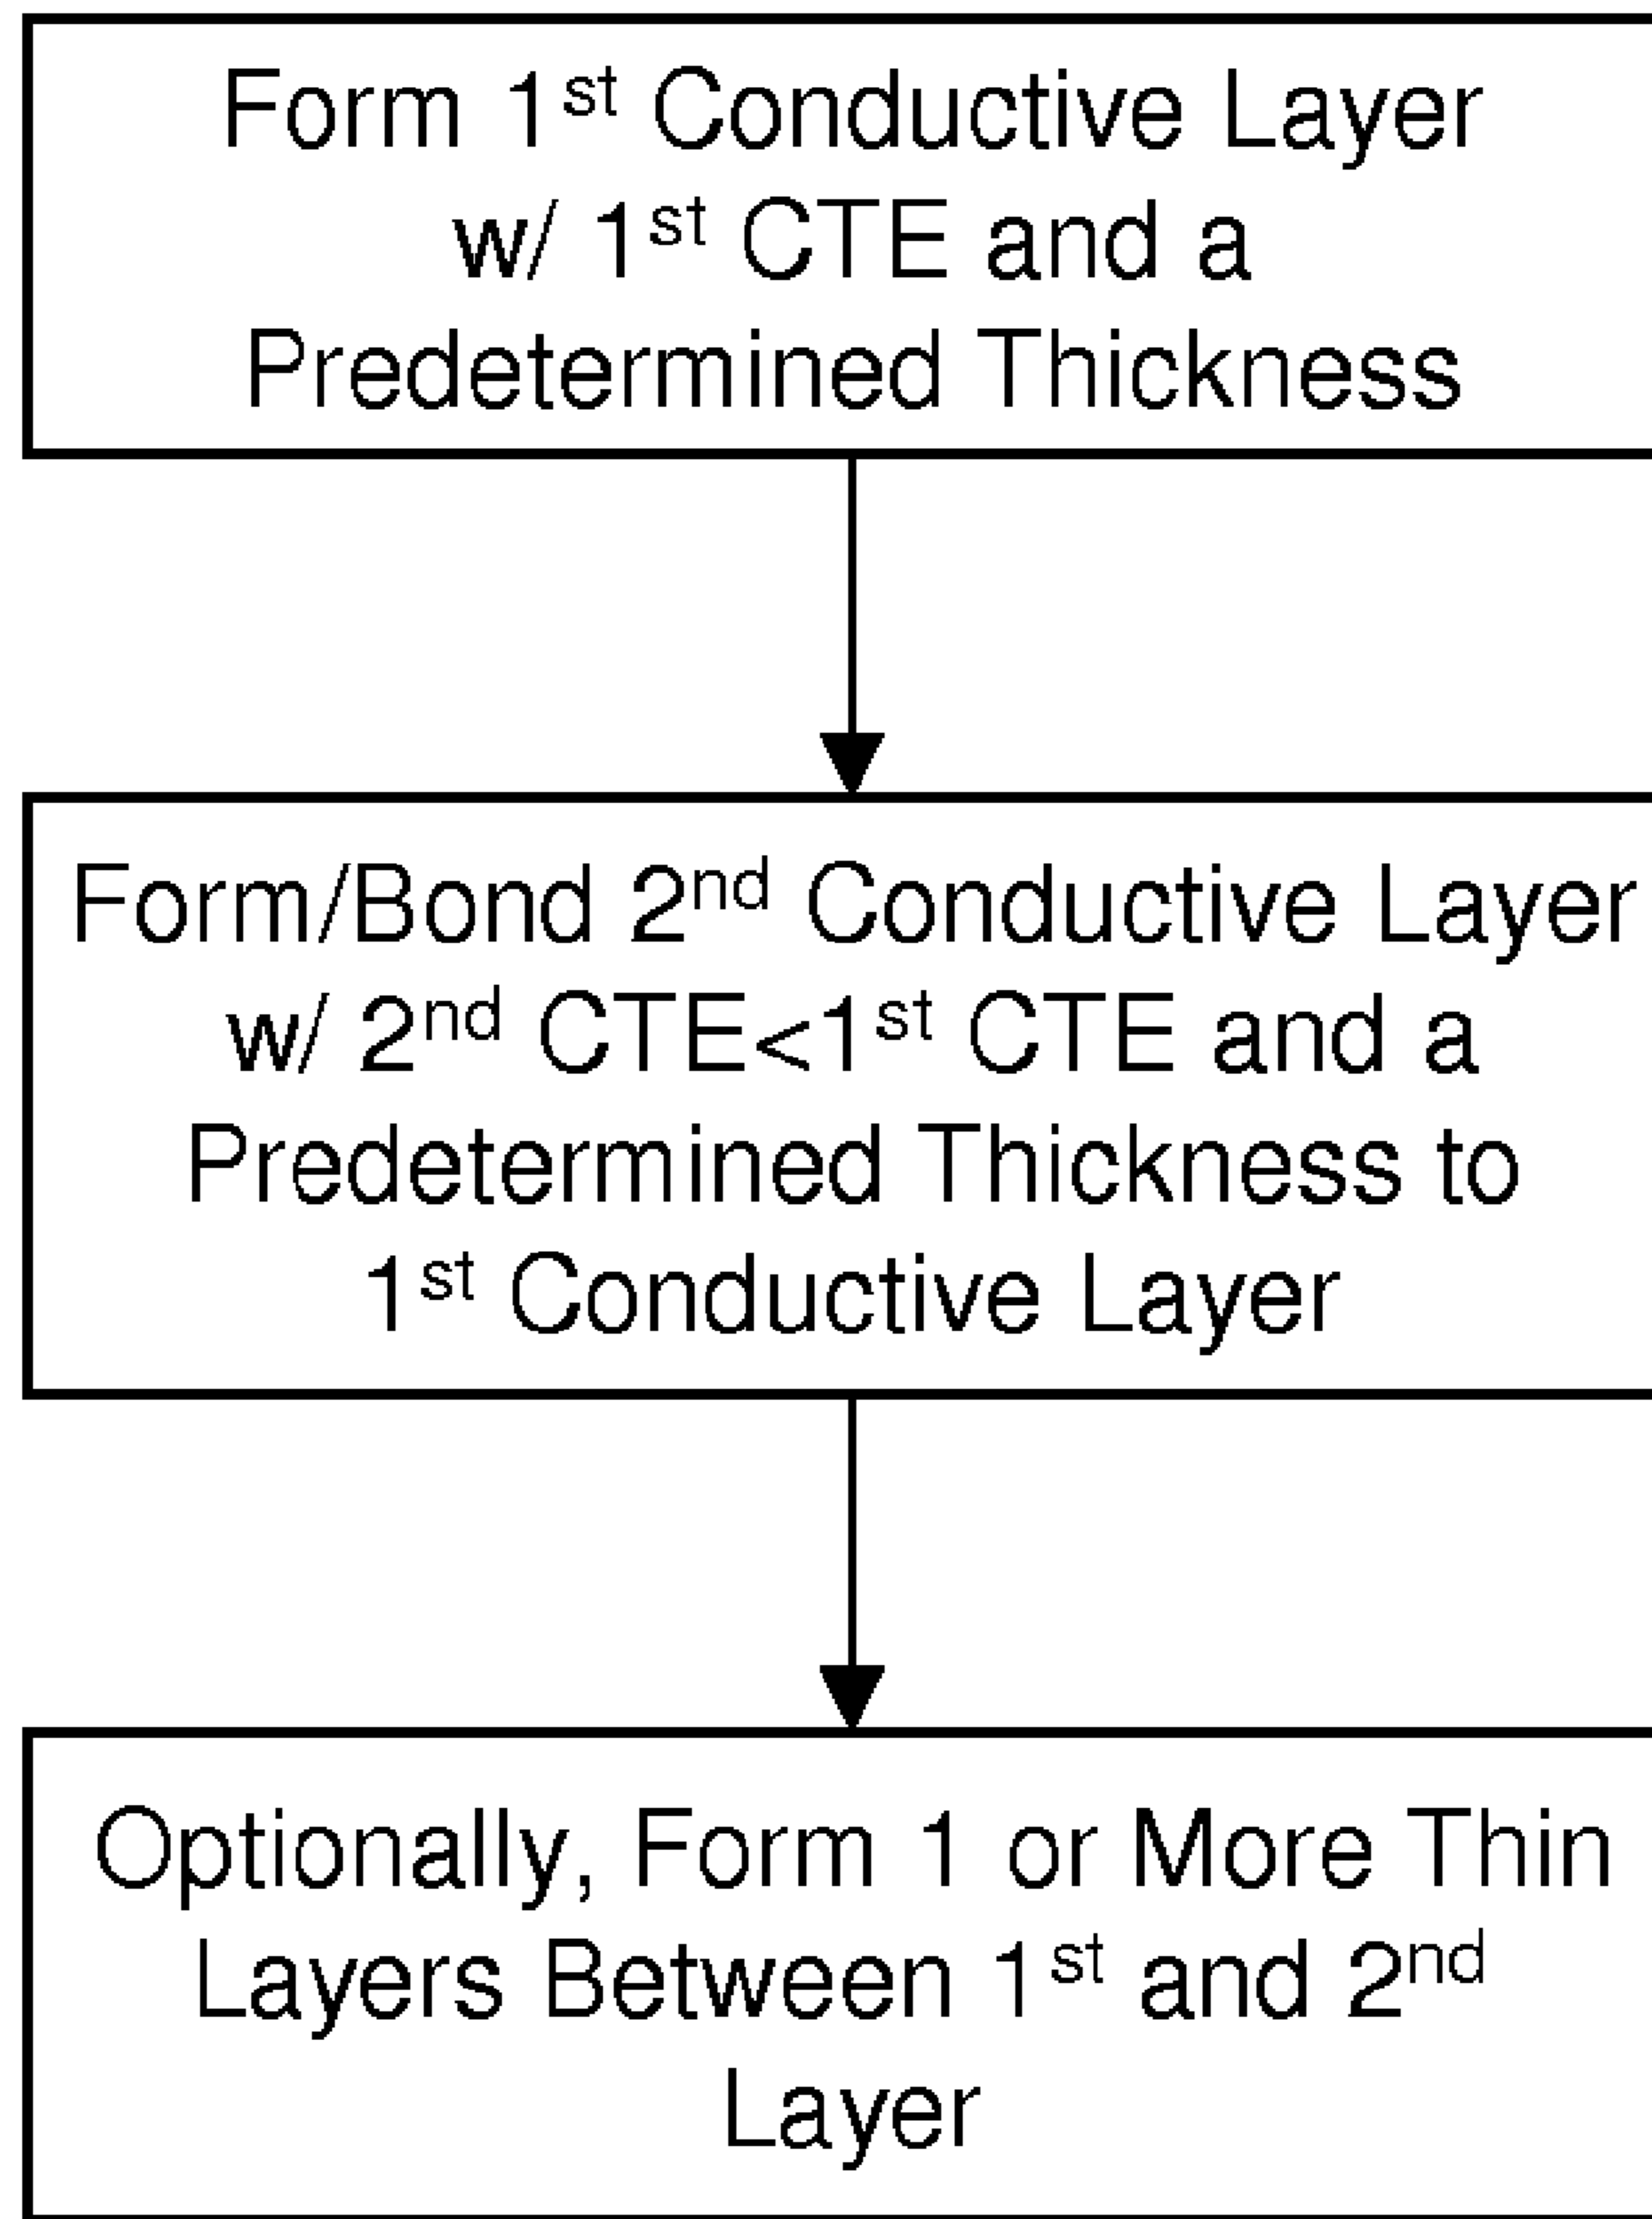 Form 1st Conductive Layer
w/ 1st CTE and a
Predetermined Thickness
Form/Bond 2nd Conductive Layer
w/ 2nd CTE<1st CTE and a
Predetermined Thickness to
1st Conductive Layer
Optionally, Form 1 or More Thin
Layers Between 1st and 2nd
Layer